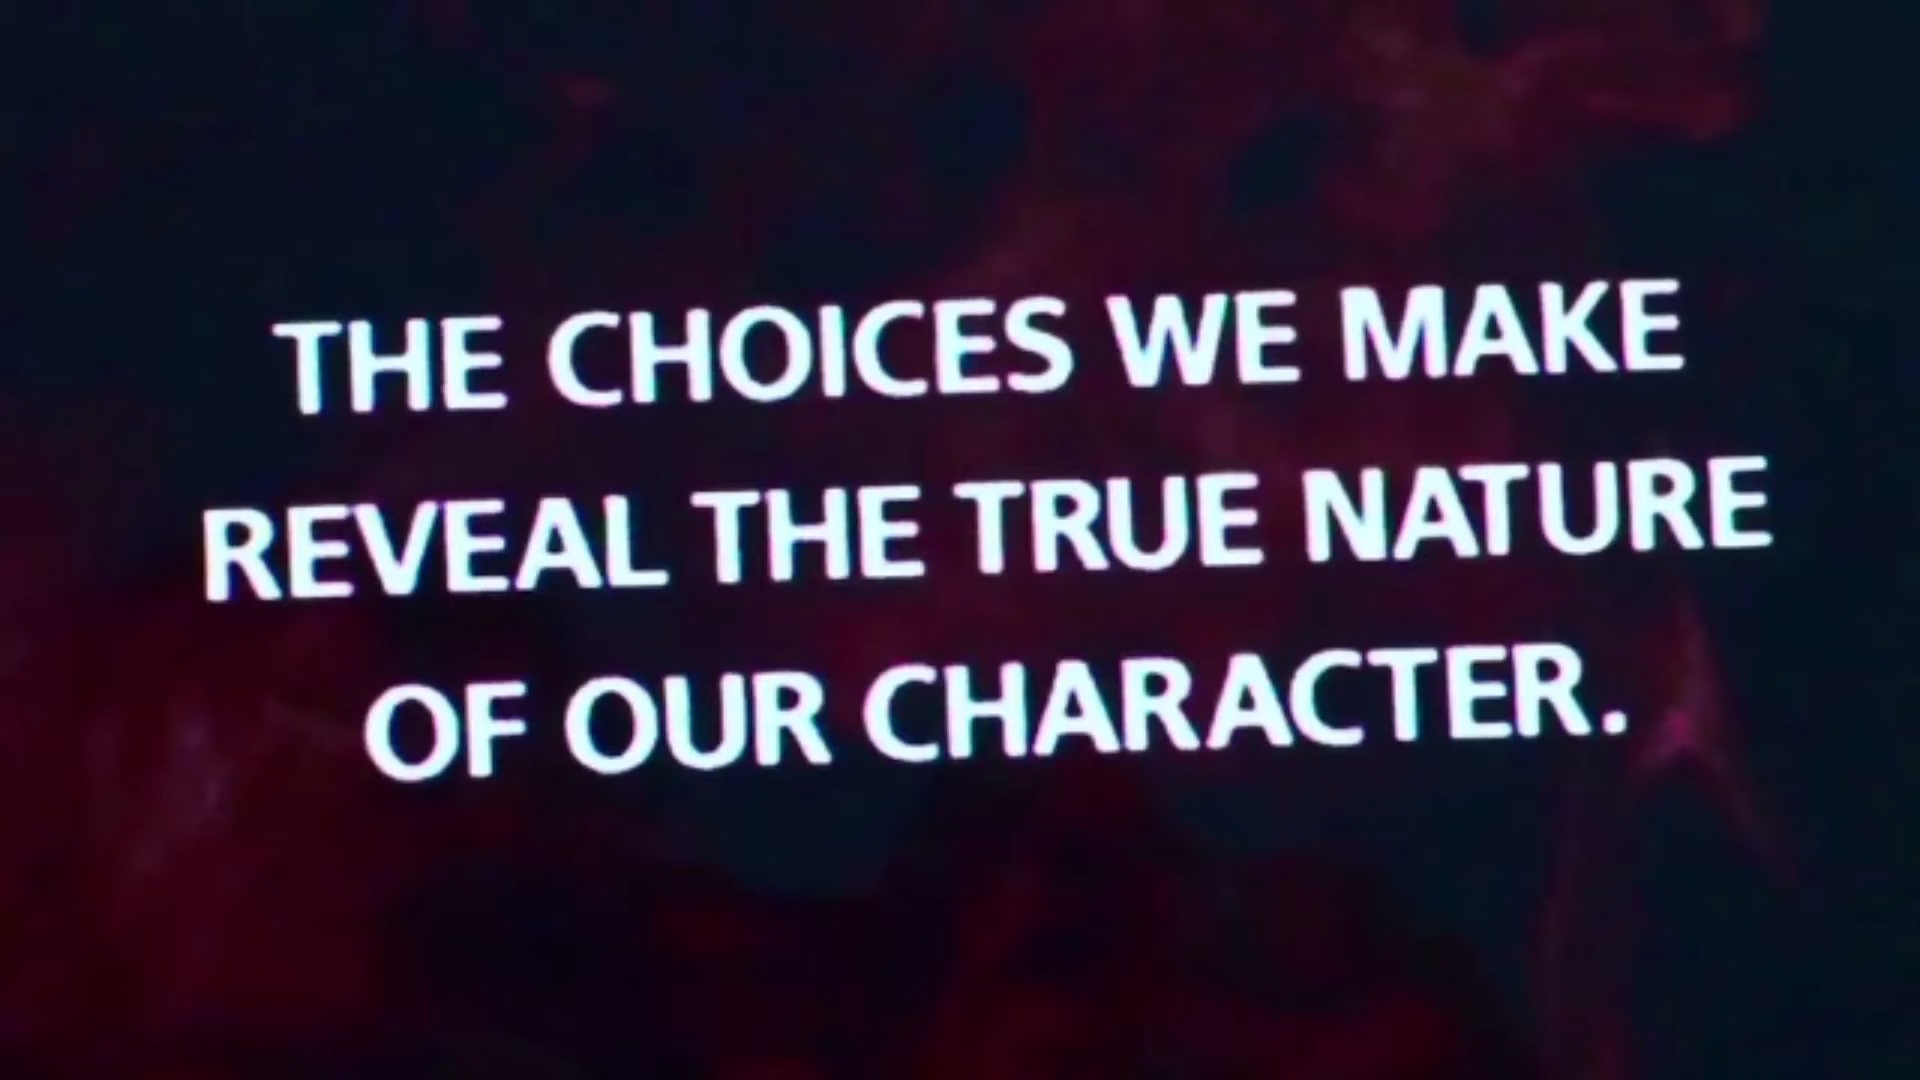 THE CHOICES WE MAKE
REVEAL THE TRUE NATURE
OF OUR CHARACTER.